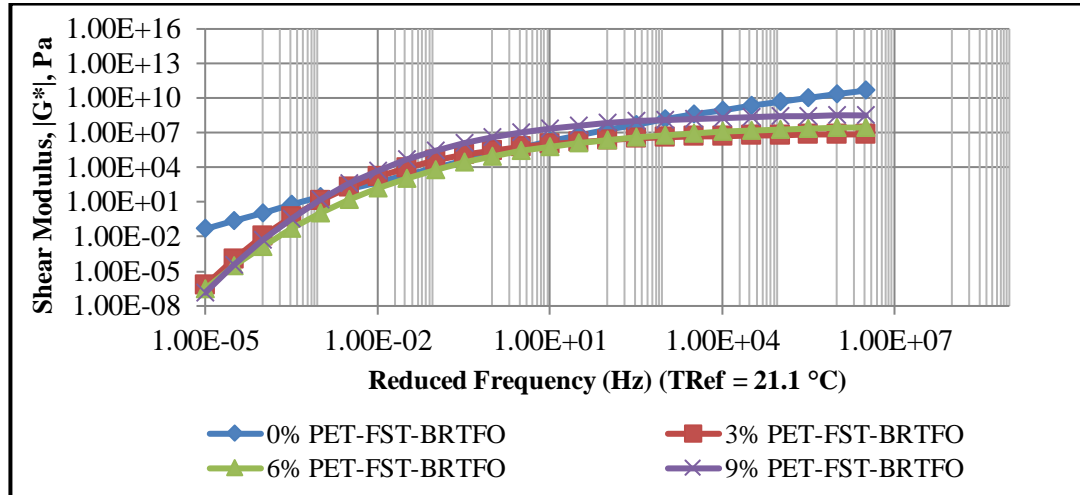 1.00E+16
1.00E+13
1.00E+10
1.00E+07
1.00E+04
1.00E+01
1.00E-02
1.00E-05
1.00E-08
Shear Modulus, |G*|, Pa
1.00E-05 1.00E-02 1.00E+01 1.00E+04 1.00E+07
Reduced Frequency (Hz) (TRef = 21.1 °C)
0% PET-FST-BRTFO 3% PET-FST-BRTFO
6% PET-FST-BRTFO 9% PET-FST-BRTFO